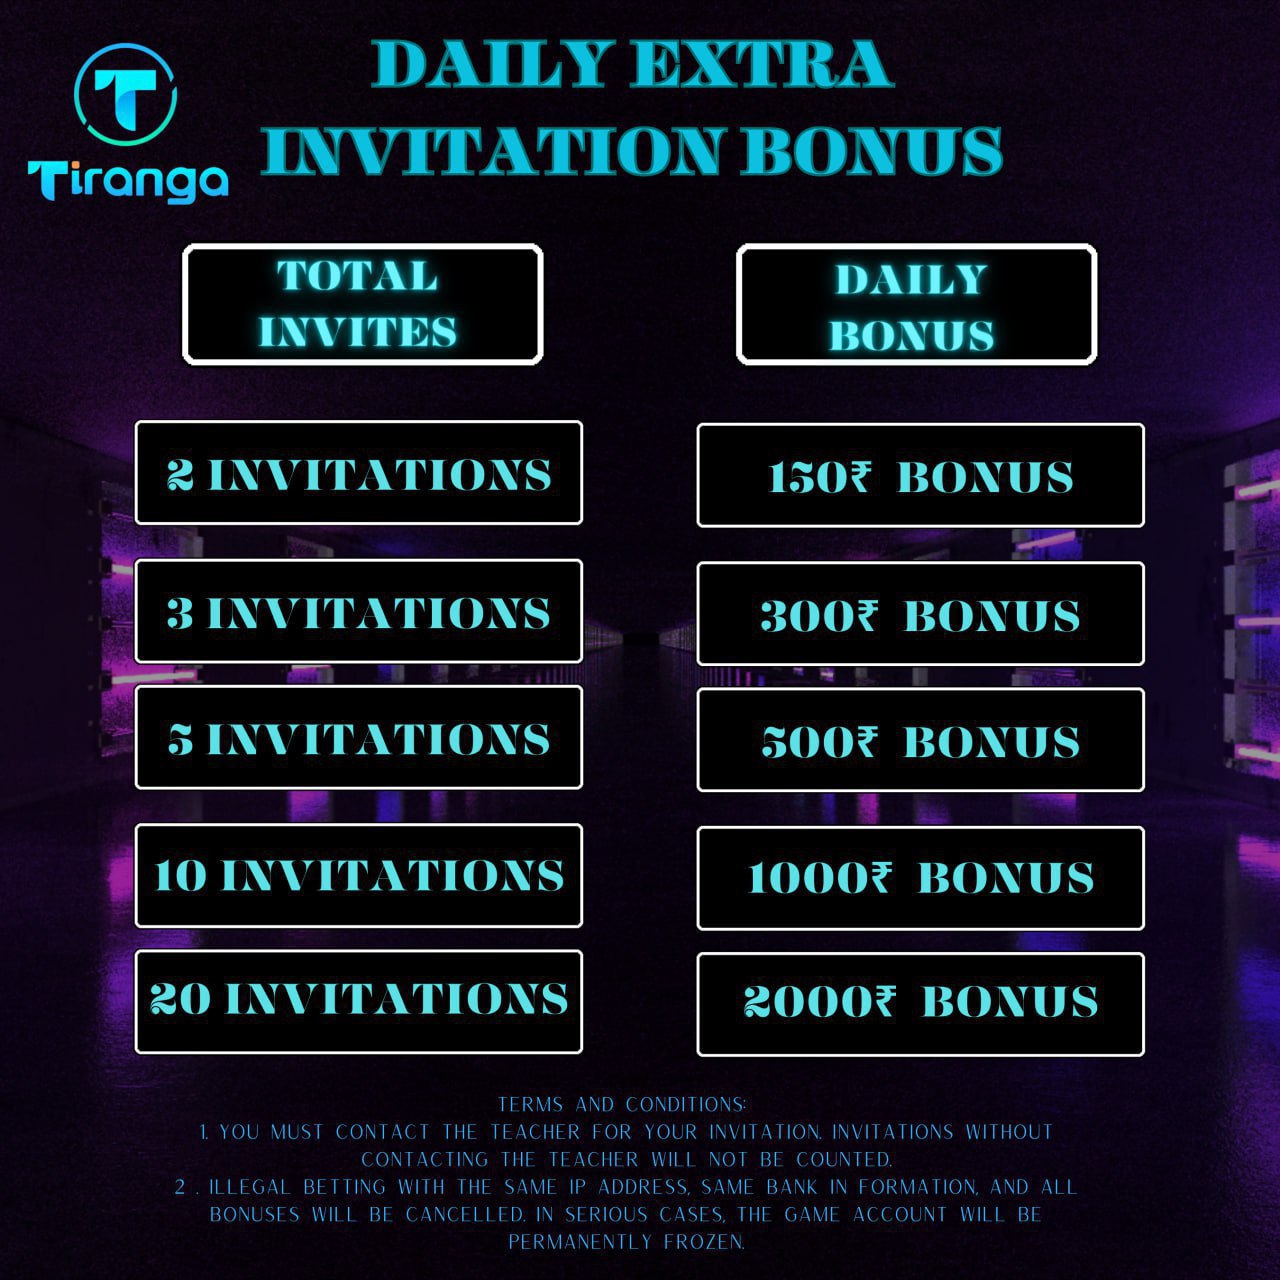 Tiranga
DAILY EXTRA
INVITATION BONUS
TOTAL
INVITES
DAILY
BONUS
2 INVITATIONS
150₹ BONUS
3 INVITATIONS
300₹ BONUS
5 INVITATIONS
500₹ BONUS
10 INVITATIONS
1000₹ BONUS
20 INVITATIONS
2000₹ BONUS
TERMS AND CONDITIONS:
1. YOU MUST CONTACT THE TEACHER FOR YOUR INVITATION. INVITATIONS WITHOUT
CONTACTING THE TEACHER WILL NOT BE COUNTED.
2 . ILLEGAL BETTING WITH THE SAME IP ADDRESS, SAME BANK IN FORMATION, AND ALL
BONUSES WILL BE CANCELLED. IN SERIOUS CASES, THE GAME ACCOUNT WILL BE
PERMANENTLY FROZEN.